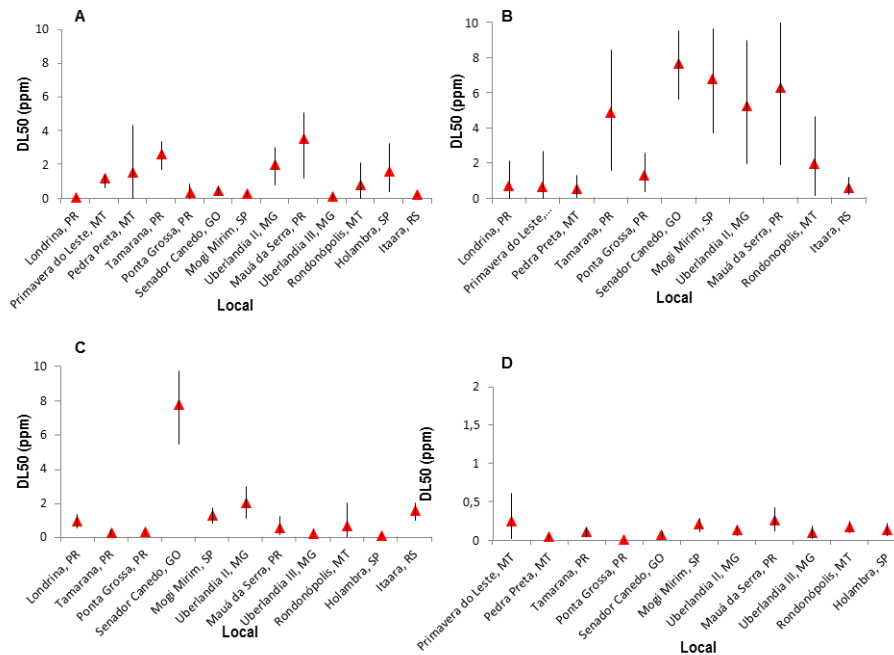 A
10
8
6
4
2
0
DL50 (ppm)
Londrina, PR
Primavera do Leste, MT
Pedra Preta, MT
Tamarana, PR
Ponta Grossa, PR
Senador Canedo, GO
Mogi Mirim, SP
Uberlandia II, MG
Mauá da Serra, PR
Uberlandia III, MG
Rondonópolis, MT
Holambra, SP
Itaara, RS
Local
B
10
8
6
4
2
0
DL50 (ppm)
Londrina, PR
Primavera do Leste,...
Pedra Preta, MT
Tamarana, PR
Ponta Grossa, PR
Senador Canedo, GO
Mogi Mirim, SP
Uberlandia II, MG
Mauá da Serra, PR
Rondonopolis, MT
Itaara, RS
Local
C
10
8
6
4
2
0
DL50 (ppm)
Londrina, PR
Tamarana, PR
Ponta Grossa, PR
Senador Canedo, GO
Mogi Mirim, SP
Uberlandia II, MG
Mauá da Serra, PR
Uberlandia III, MG
Rondonópolis, MT
Holambra, SP
Itaara, RS
Local
D
2
1,5
1
0,5
0
DL50 (ppm)
Primavera do Leste, MT
Pedra Preta, MT
Tamarana, PR
Ponta Grossa, PR
Senador Canedo, GO
Mogi Mirim, SP
Uberlandia II, MG
Mauá da Serra, PR
Uberlandia III, MG
Rondonópolis, MT
Holambra, SP
Local